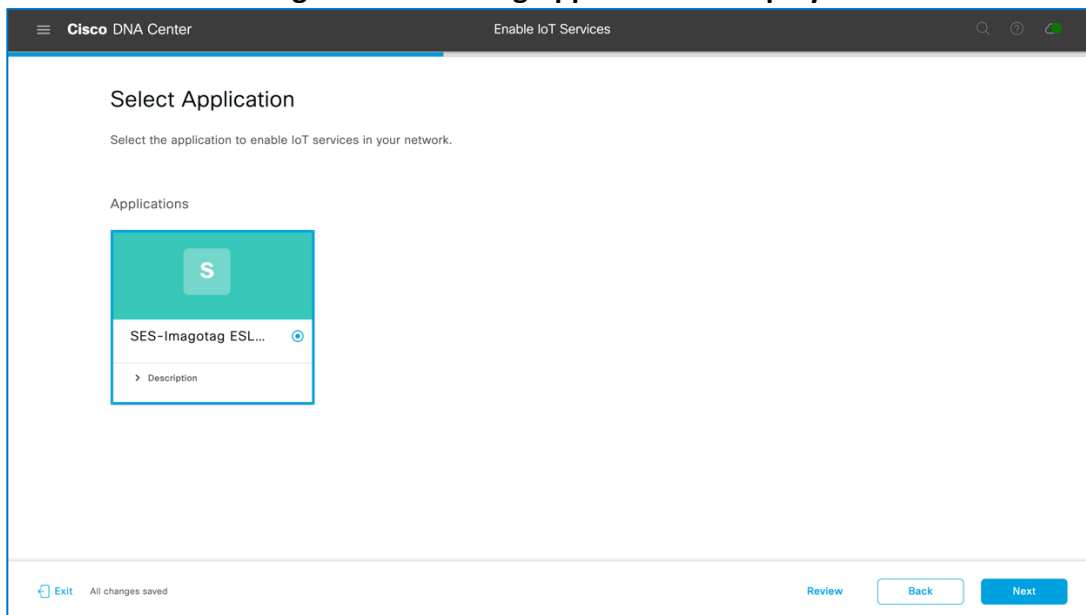 Cisco DNA Center
Enable IoT Services
Select Application
Select the application to enable IoT services in your network.
Applications
S
SES-Imagotag ESL...
Description
Exit
All changes saved
Review
Back
Next